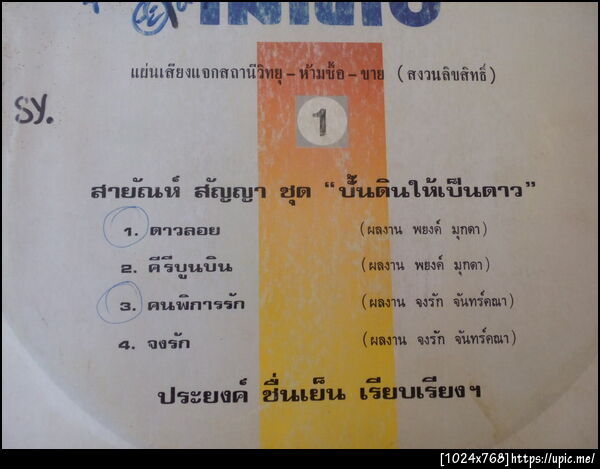 แผ่นเสียงแจกสถานีวิทยุ - ห้ามซื้อ - ขาย (สงวนลิขสิทธิ์)
SY.
1
สายัณห์ สัญญา ชุด “ปั้นดินให้เป็นดาว”
1. ดาวลอย (ผลงาน พยงค์ มุกดา)
2. คีรีบูนบิน (ผลงาน พยงค์ มุกดา)
3. คนพิการรัก (ผลงาน จงรัก จันทร์คณา)
4. จงรัก (ผลงาน จงรัก จันทร์คณา)
ประยงค์ ชื่นเย็น เรียบเรียงฯ
[1024x768]https://upic.me/